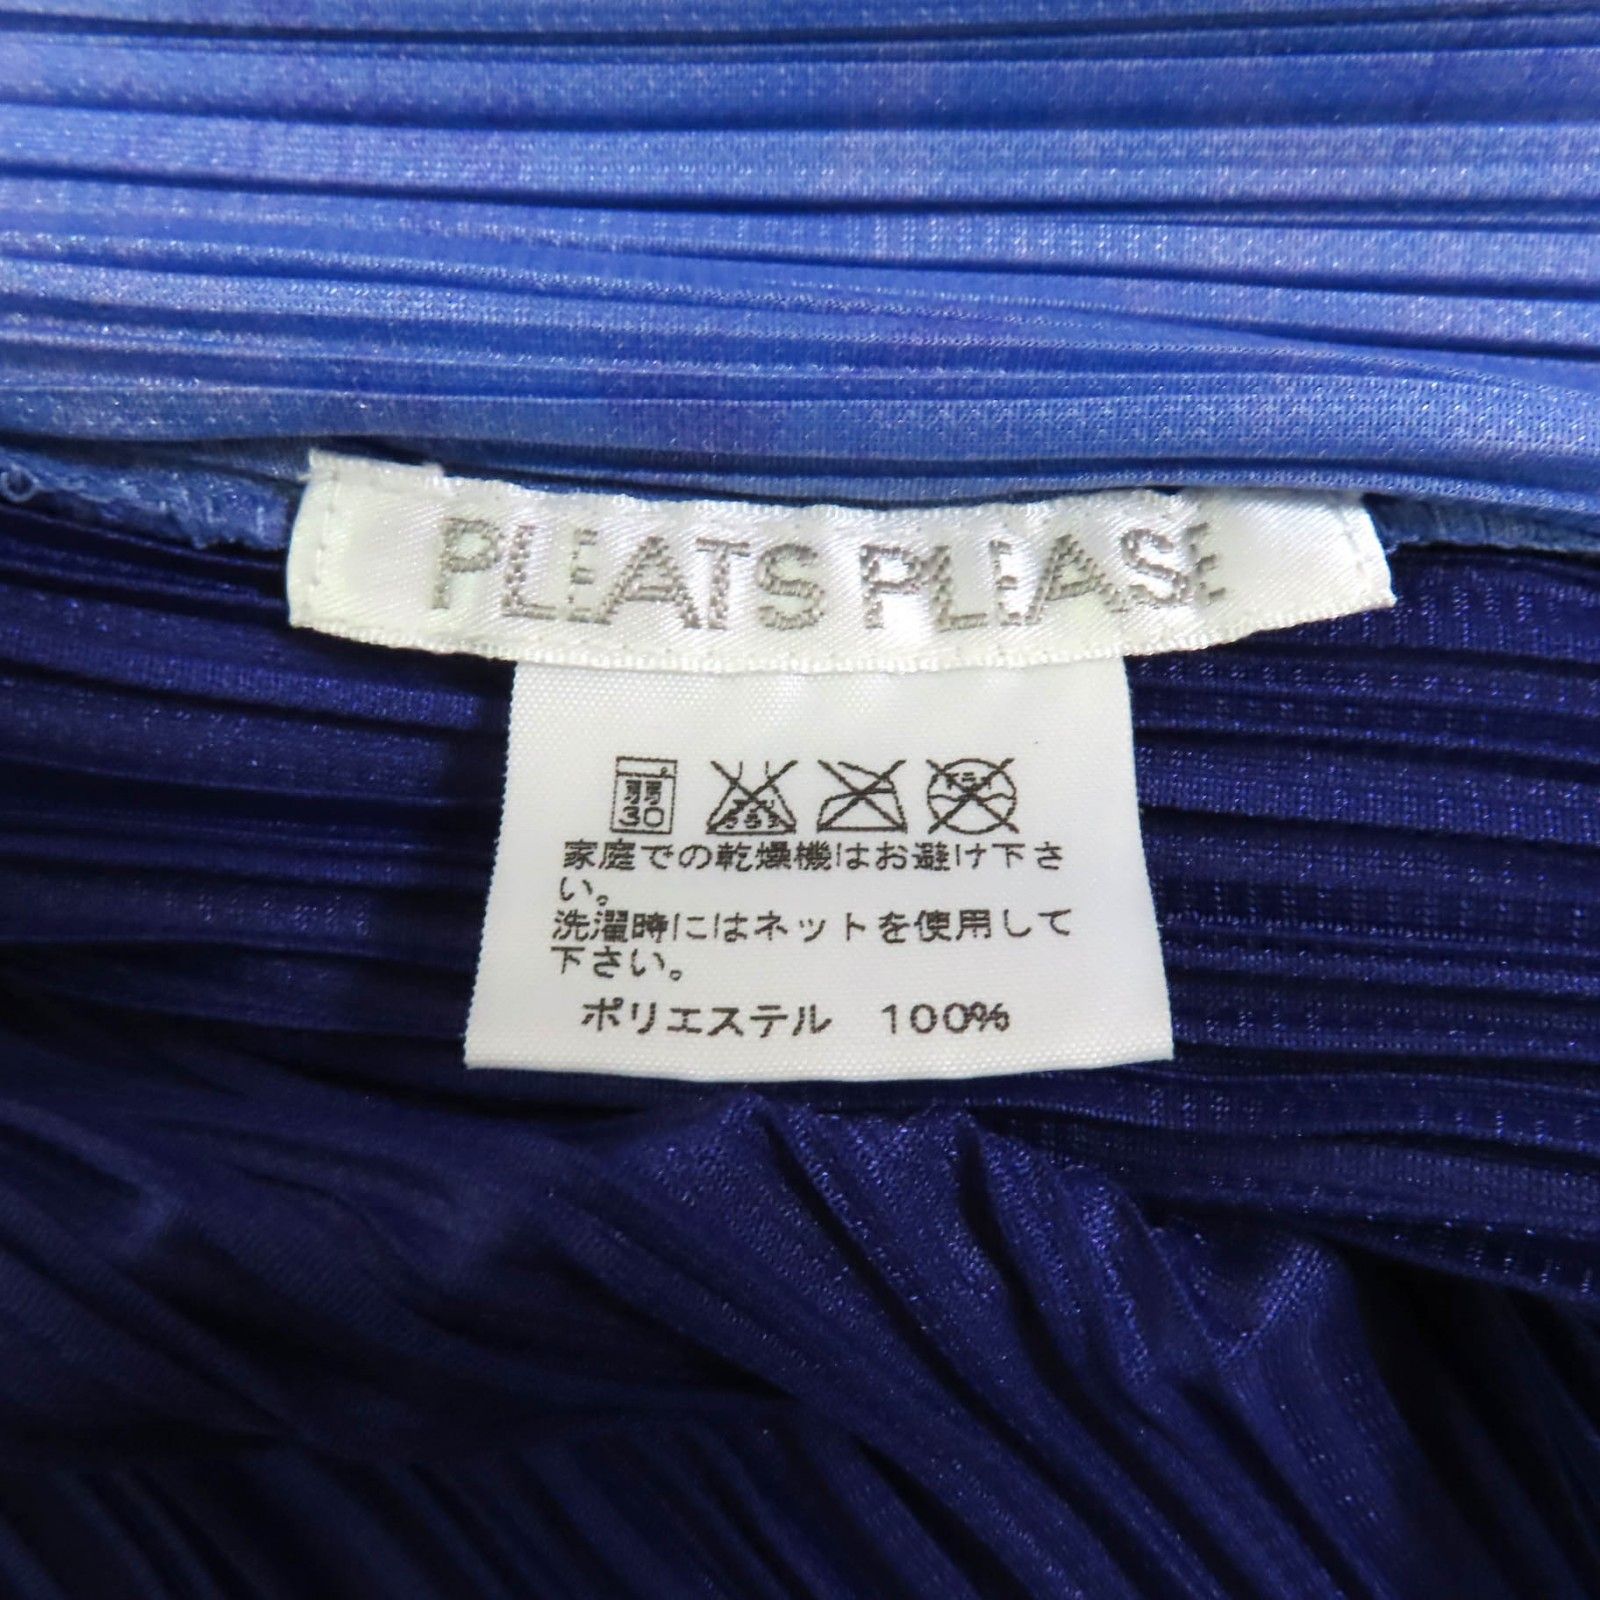 PLEATS PLEASE
弱
30
家庭での乾燥機はお避け下さ
い。
洗濯時にはネットを使用して
下さい。
ポリエステル 100%